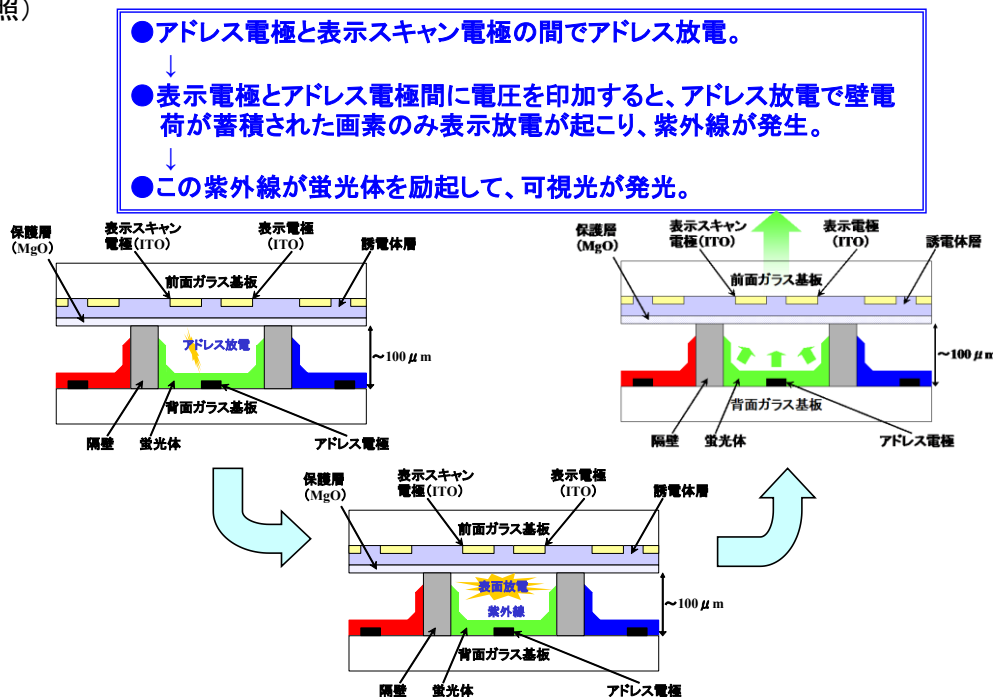 照）
●アドレス電極と表示スキャン電極の間でアドレス放電。
↓
●表示電極とアドレス電極間に電圧を印加すると、アドレス放電で壁電
荷が蓄積された画素のみ表示放電が起こり、紫外線が発生。
↓
●この紫外線が蛍光体を励起して、可視光が発光。
保護層
（MgO）
表示スキャン
電極（ITO）
表示電極
（ITO）
誘電体層
前面ガラス基板
アドレス放電
～100μm
背面ガラス基板
隔壁
蛍光体
アドレス電極
保護層
（MgO）
表示スキャン
電極（ITO）
表示電極
（ITO）
誘電体層
前面ガラス基板
～100μm
背面ガラス基板
隔壁
蛍光体
アドレス電極
保護層
（MgO）
表示スキャン
電極（ITO）
表示電極
（ITO）
誘電体層
前面ガラス基板
表面放電
紫外線
～100μm
背面ガラス基板
隔壁
蛍光体
アドレス電極